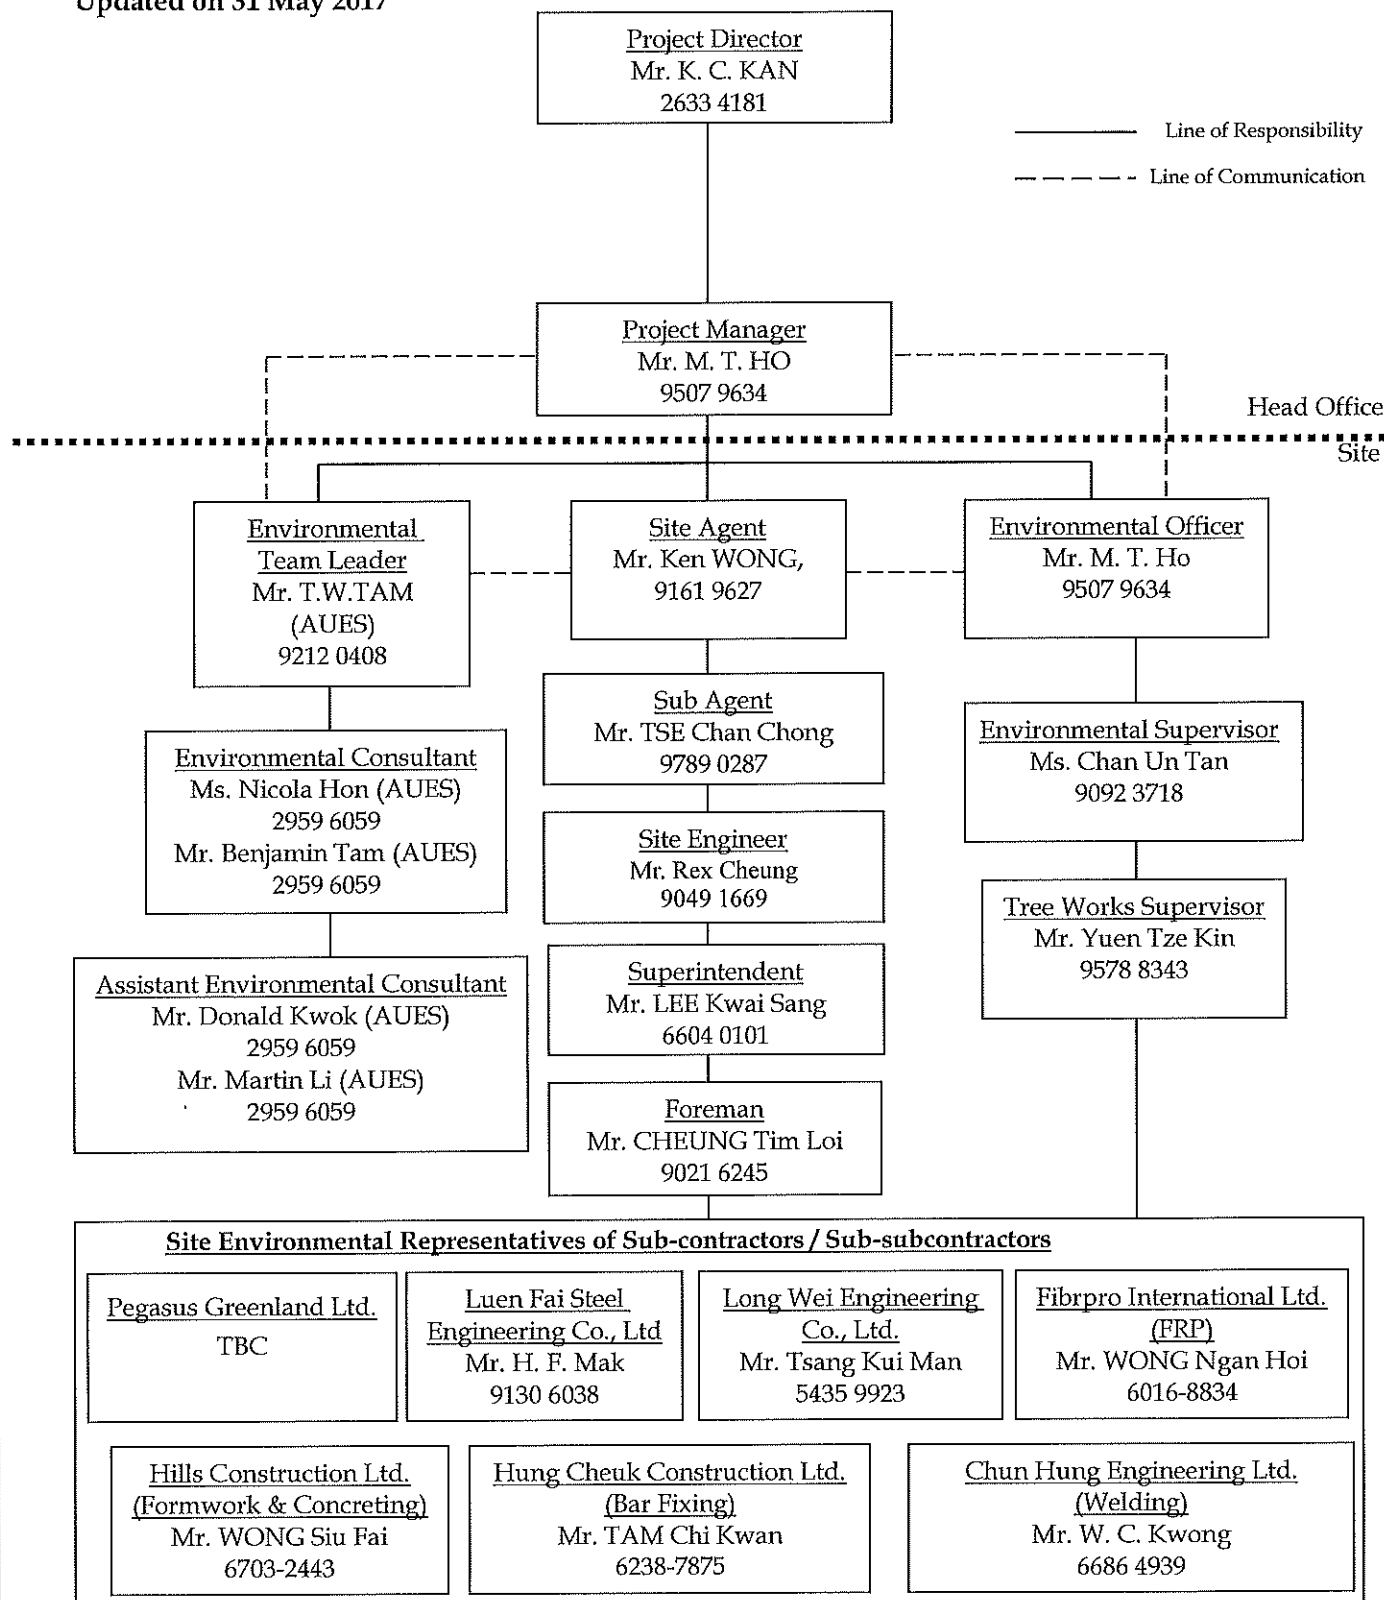 Updated on 31 May 2017
Project Director
Mr. K. C. KAN
2633 4181
Line of Responsibility
Line of Communication
Project Manager
Mr. M. T. HO
9507 9634
Head Office
Site
Environmental
Team Leader
Mr. T.W.TAM
(AUES)
9212 0408
Site Agent
Mr. Ken WONG,
9161 9627
Environmental Officer
Mr. M. T. Ho
9507 9634
Environmental Consultant
Ms. Nicola Hon (AUES)
2959 6059
Mr. Benjamin Tam (AUES)
2959 6059
Sub Agent
Mr. TSE Chan Chong
9789 0287
Environmental Supervisor
Ms. Chan Un Tan
9092 3718
Site Engineer
Mr. Rex Cheung
9049 1669
Tree Works Supervisor
Mr. Yuen Tze Kin
9578 8343
Assistant Environmental Consultant
Mr. Donald Kwok (AUES)
2959 6059
Mr. Martin Li (AUES)
2959 6059
Superintendent
Mr. LEE Kwai Sang
6604 0101
Foreman
Mr. CHEUNG Tim Loi
9021 6245
Site Environmental Representatives of Sub-contractors / Sub-subcontractors
Pegasus Greenland Ltd.
TBC
Luen Fai Steel
Engineering Co., Ltd
Mr. H. F. Mak
9130 6038
Long Wei Engineering
Co., Ltd.
Mr. Tsang Kui Man
5435 9923
Fibrpro International Ltd.
(FRP)
Mr. WONG Ngan Hoi
6016-8834
Hills Construction Ltd.
(Formwork & Concreting)
Mr. WONG Siu Fai
6703-2443
Hung Cheuk Construction Ltd.
(Bar Fixing)
Mr. TAM Chi Kwan
6238-7875
Chun Hung Engineering Ltd.
(Welding)
Mr. W. C. Kwong
6686 4939